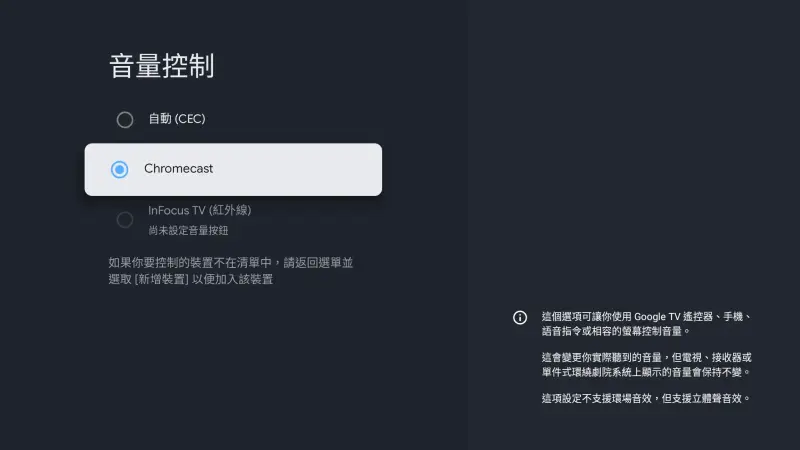 音量控制
自動 (CEC)
Chromecast
InFocus TV (紅外線)
尚未設定音量按鈕
如果你要控制的裝置不在清單中，請返回選單並
選取 [新增裝置] 以便加入該裝置
這個選項可讓你使用 Google TV 遙控器、手機、
語音指令或相容的螢幕控制音量。
這會變更你實際聽到的音量，但電視、接收器或
單件式環繞劇院系統上顯示的音量會保持不變。
這項設定不支援環場音效，但支援立體聲音效。